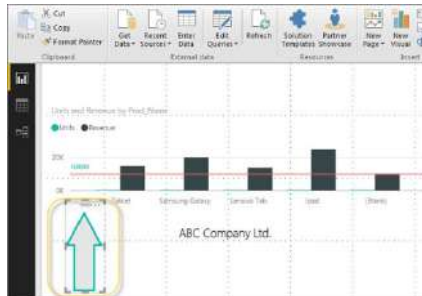 Cut
Copy
Format Painter
Paste
Clipboard
Get Data
Recent Sources
Enter Data
Edit Queries
Refresh
Solution Templates
Partner Showcase
New Page
New Visual
External data
Resources
Insert
Units and Revenue by Prod_Name
Units Revenue
20K
0K
Samsung Galaxy
Lenovo Tab
(Blank)
ABC Company Ltd.